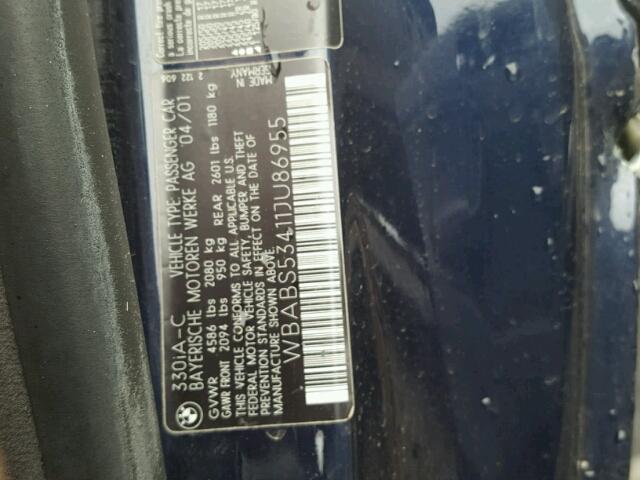 330iA-C VEHICLE TYPE: PASSENGER CAR
BAYERISCHE MOTOREN WERKE AG 04/01
GVWR 4586 lbs 2080 kg
GAWR FRONT 2094 lbs 950 kg REAR 2601 lbs 1180 kg
THIS VEHICLE CONFORMS TO ALL APPLICABLE U.S.
FEDERAL MOTOR VEHICLE SAFETY, BUMPER AND THEFT
PREVENTION STANDARDS IN EFFECT ON THE DATE OF
MANUFACTURE SHOWN ABOVE.
WBABS53411JU86955
MADE IN
GERMANY
2 122 606